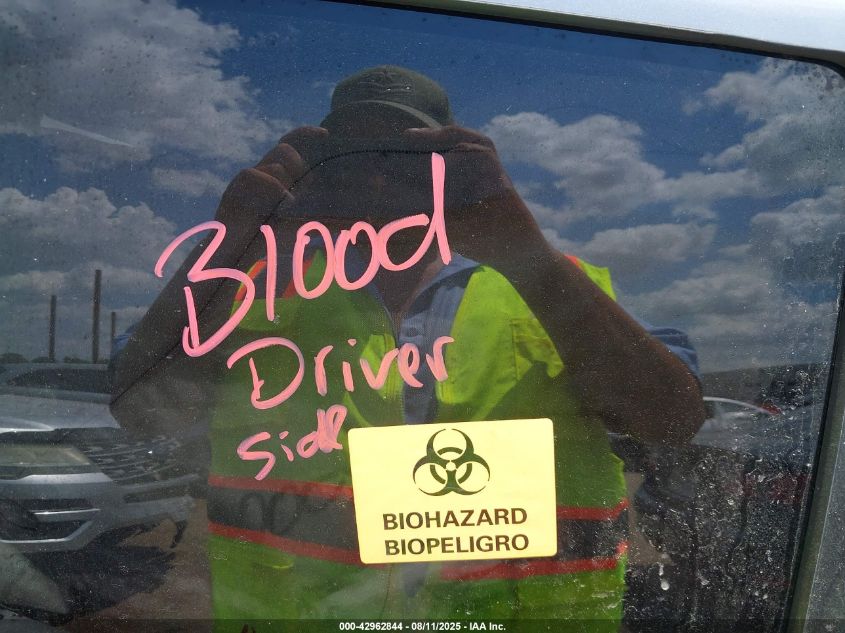 Blood
Driver
side
BIOHAZARD
BIOPELIGRO
000-42962844 - 08/11/2025 - IAA Inc.